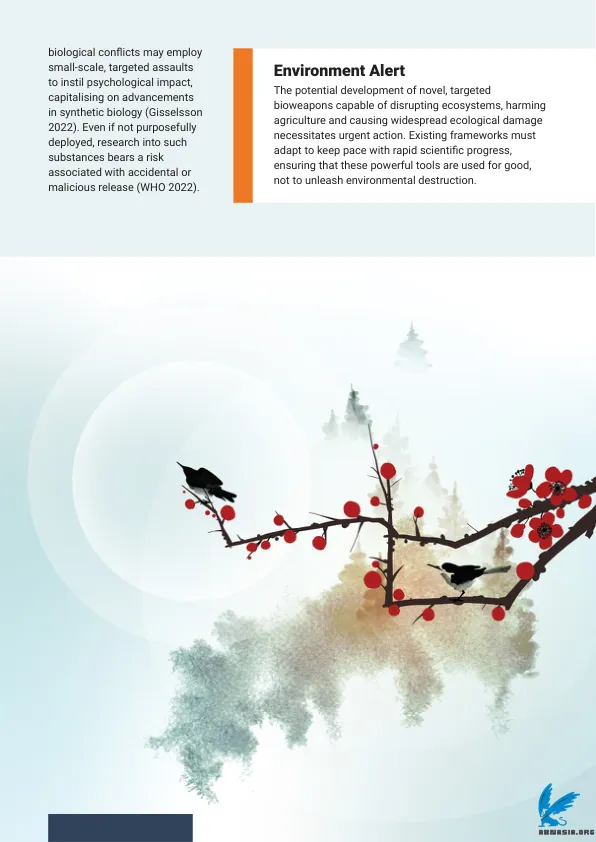 biological conflicts may employ
small-scale, targeted assaults
to instil psychological impact,
capitalising on advancements
in synthetic biology (Gisselsson
2022). Even if not purposefully
deployed, research into such
substances bears a risk
associated with accidental or
malicious release (WHO 2022).
Environment Alert
The potential development of novel, targeted
bioweapons capable of disrupting ecosystems, harming
agriculture and causing widespread ecological damage
necessitates urgent action. Existing frameworks must
adapt to keep pace with rapid scientific progress,
ensuring that these powerful tools are used for good,
not to unleash environmental destruction.
ABNASIA.ORG